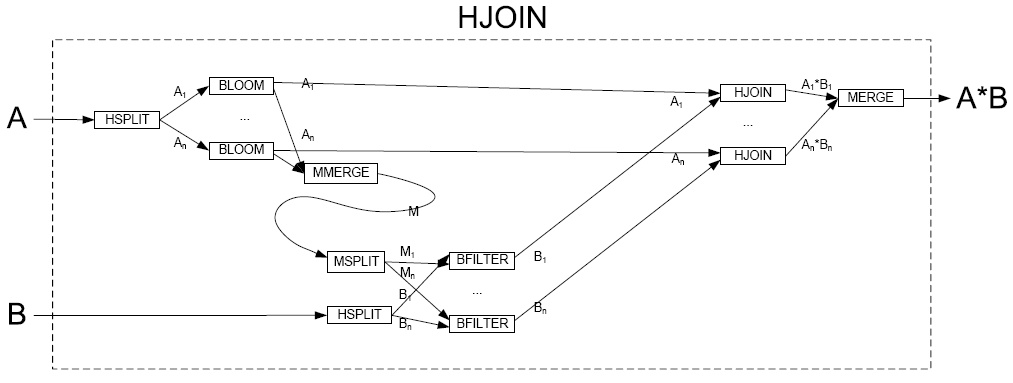 HJOIN
A
HSPLIT
A1
An
BLOOM
...
BLOOM
A1
An
MMERGE
M
A1
An
HJOIN
...
HJOIN
A1*B1
An*Bn
MERGE
A*B
MSPLIT
M1
Mn
B
HSPLIT
B1
Bn
BFILTER
...
BFILTER
B1
Bn